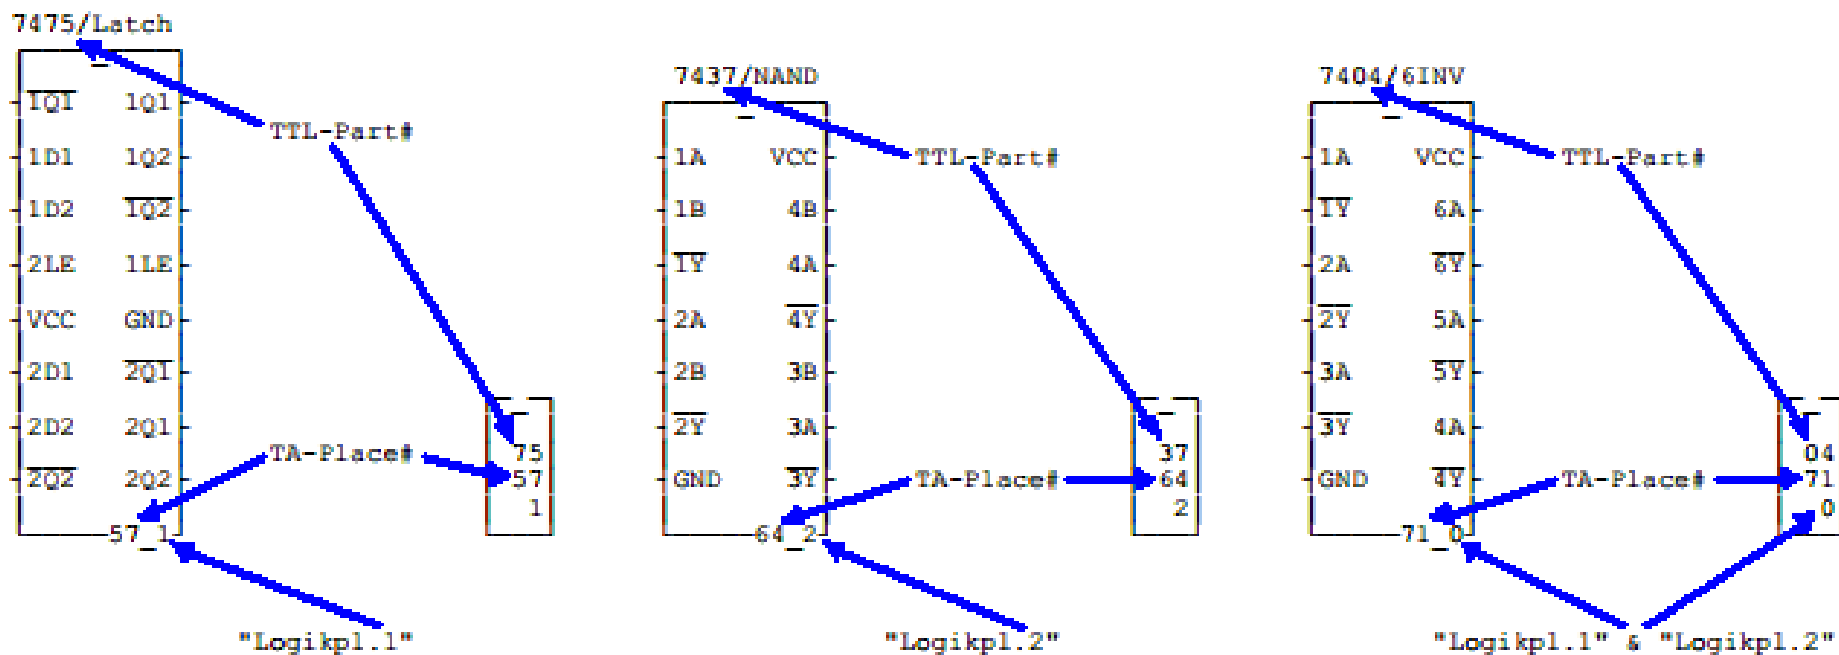 7475/Latch
1Q1 1Q1
TTL-Part#
1D1 1Q2
1D2 1Q2
2LE 1LE
VCC GND
2D1 2Q1
2D2 2Q1
TA-Place#
2Q2 2Q2
57_1
75
57
1
"Logikpl.1"
7437/NAND
1A VCC
TTL-Part#
1B 4B
1Y 4A
2A 4Y
2B 3B
2Y 3A
GND 3Y
TA-Place#
64_2
37
64
2
"Logikpl.2"
7404/6INV
1A VCC
TTL-Part#
1Y 6A
2A 6Y
2Y 5A
3A 5Y
3Y 4A
GND 4Y
TA-Place#
71_0
04
71
0
"Logikpl.1" & "Logikpl.2"